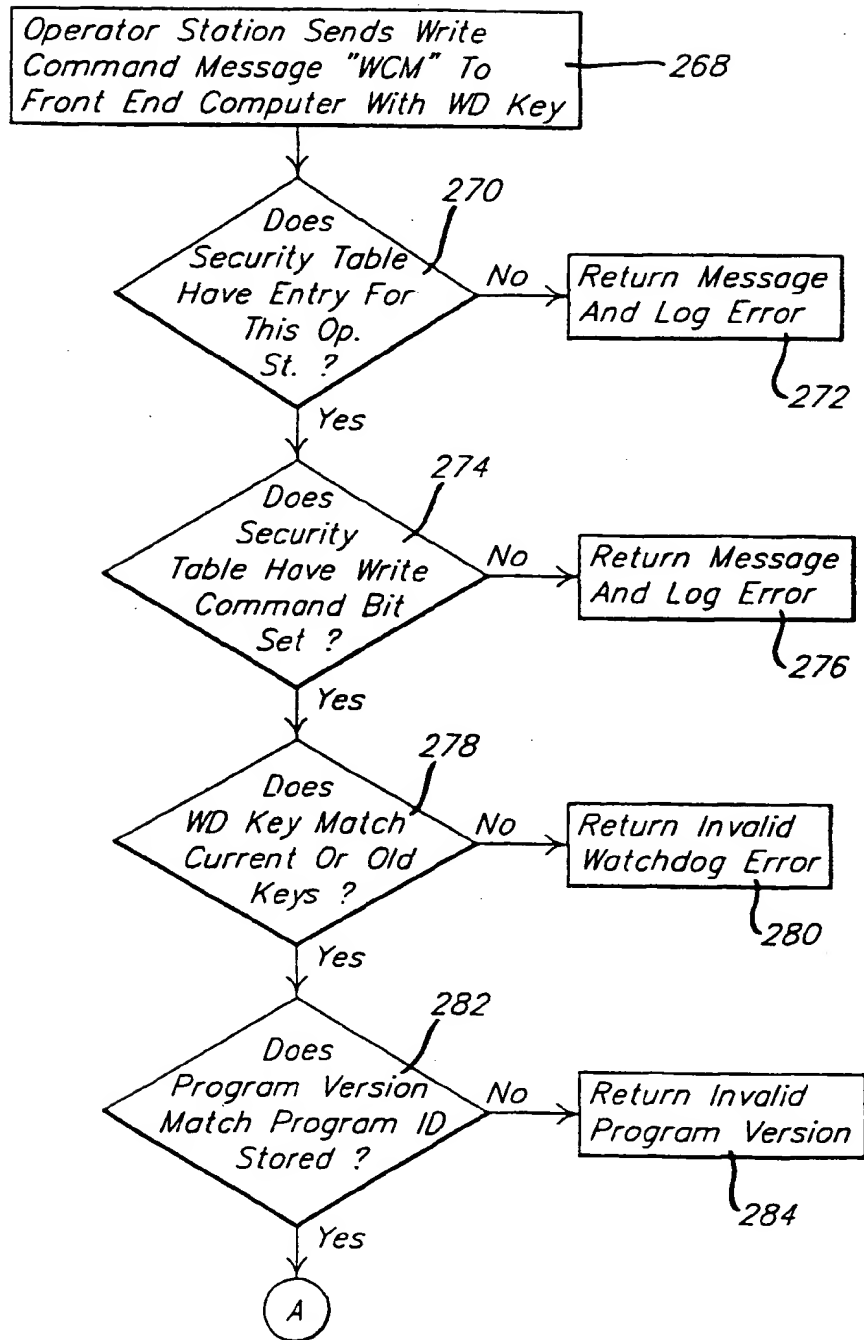 Operator Station Sends Write
Command Message "WCM" To
Front End Computer With WD Key
268
270
Does
Security Table
Have Entry For
This Op.
St. ?
No
Return Message
And Log Error
272
Yes
274
Does
Security
Table Have Write
Command Bit
Set ?
No
Return Message
And Log Error
276
Yes
278
Does
WD Key Match
Current Or Old
Keys ?
No
Return Invalid
Watchdog Error
280
Yes
282
Does
Program Version
Match Program ID
Stored ?
No
Return Invalid
Program Version
284
Yes
A